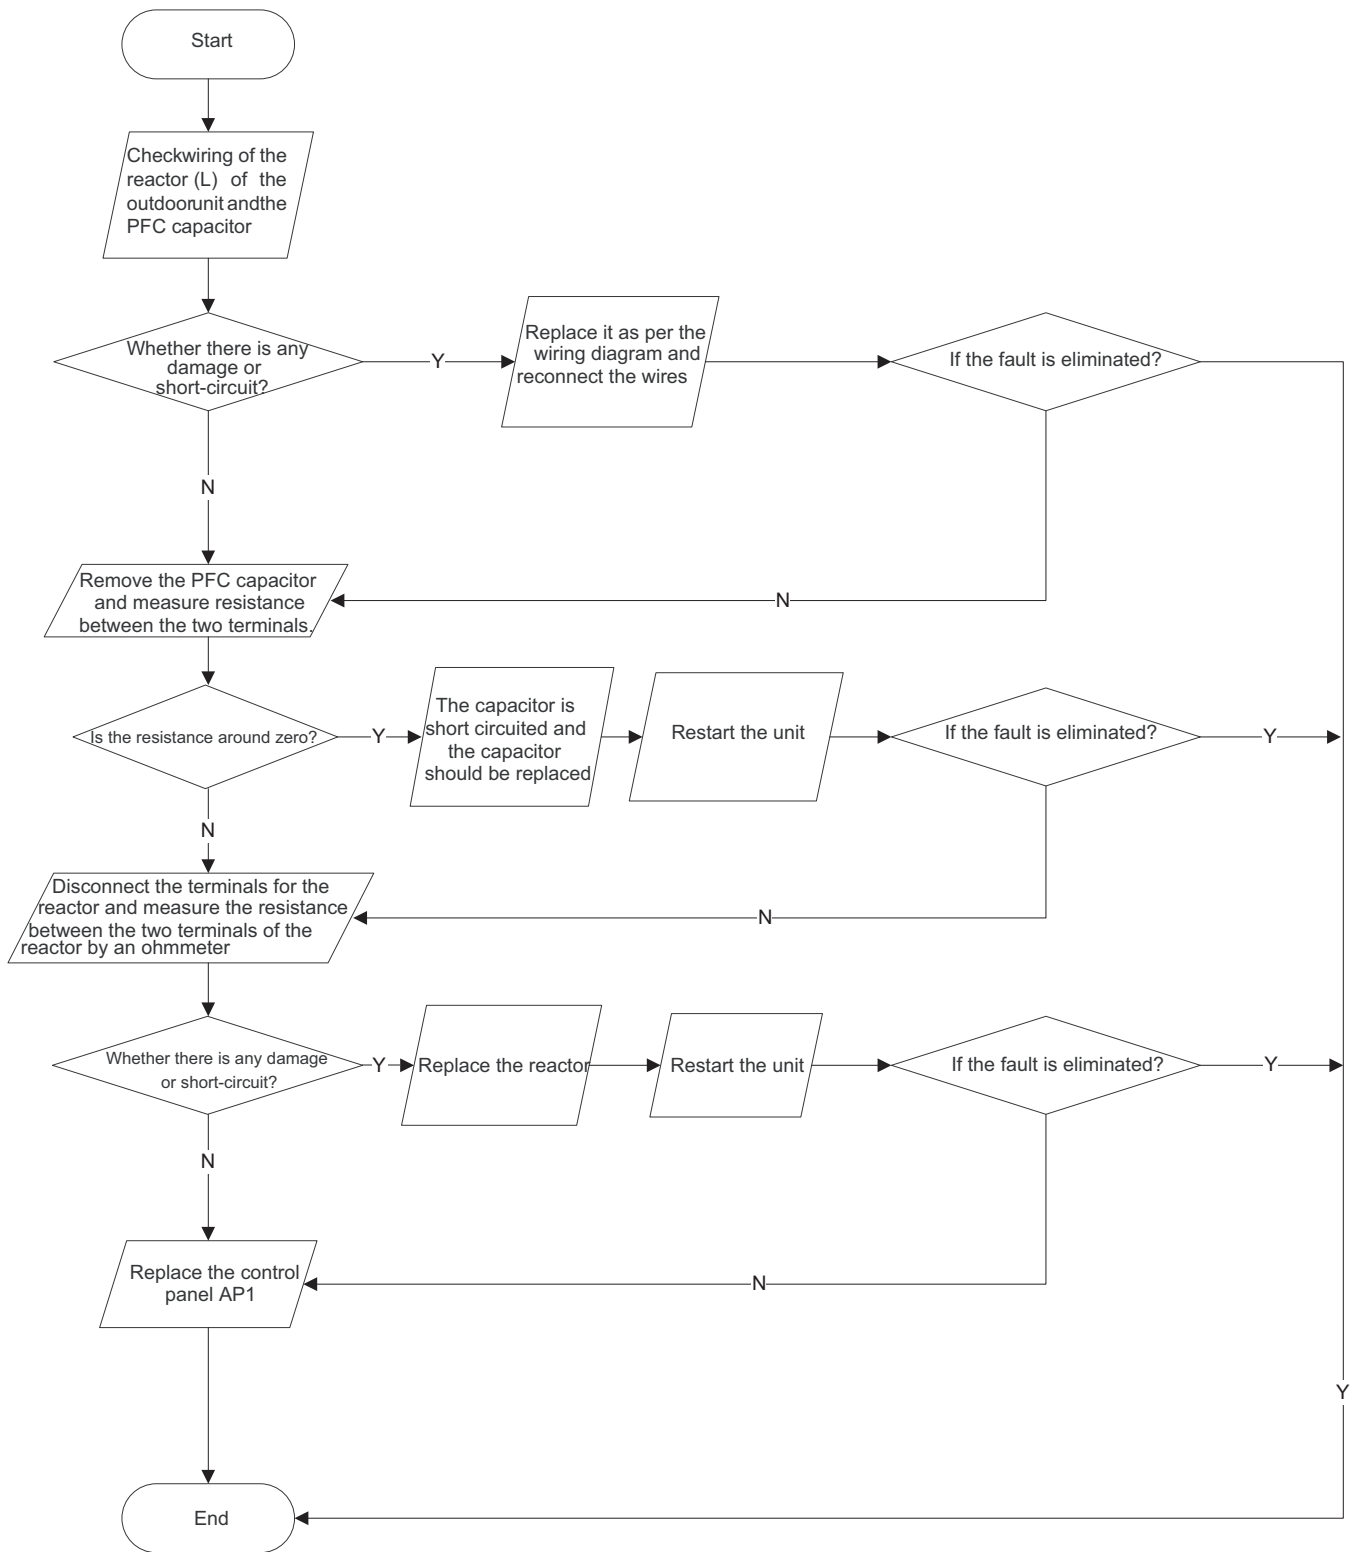 Start
Checkwiring of the
reactor (L) of the
outdoorunit andthe
PFC capacitor
Whether there is any
damage or
short-circuit?
Y
Replace it as per the
wiring diagram and
reconnect the wires
If the fault is eliminated?
N
Remove the PFC capacitor
and measure resistance
between the two terminals.
N
Is the resistance around zero?
Y
The capacitor is
short circuited and
the capacitor
should be replaced
Restart the unit
If the fault is eliminated?
Y
N
Disconnect the terminals for the
reactor and measure the resistance
between the two terminals of the
reactor by an ohmmeter
N
Whether there is any damage
or short-circuit?
Y
Replace the reactor
Restart the unit
If the fault is eliminated?
Y
N
Replace the control
panel AP1
N
Y
End